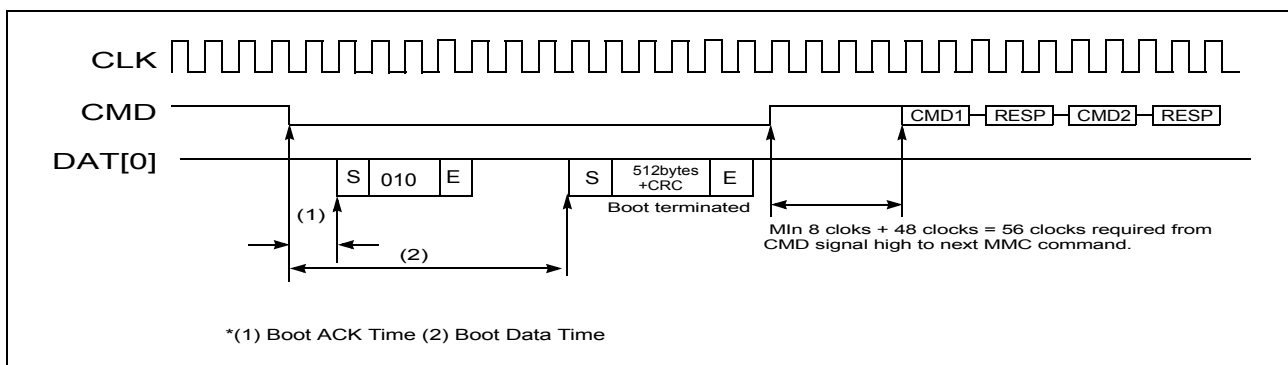 CLK
CMD
CMD1 RESP CMD2 RESP
DAT[0]
S 010 E
S 512bytes +CRC E
Boot terminated
(1)
(2)
MIn 8 cloks + 48 clocks = 56 clocks required from
CMD signal high to next MMC command.
*(1) Boot ACK Time (2) Boot Data Time